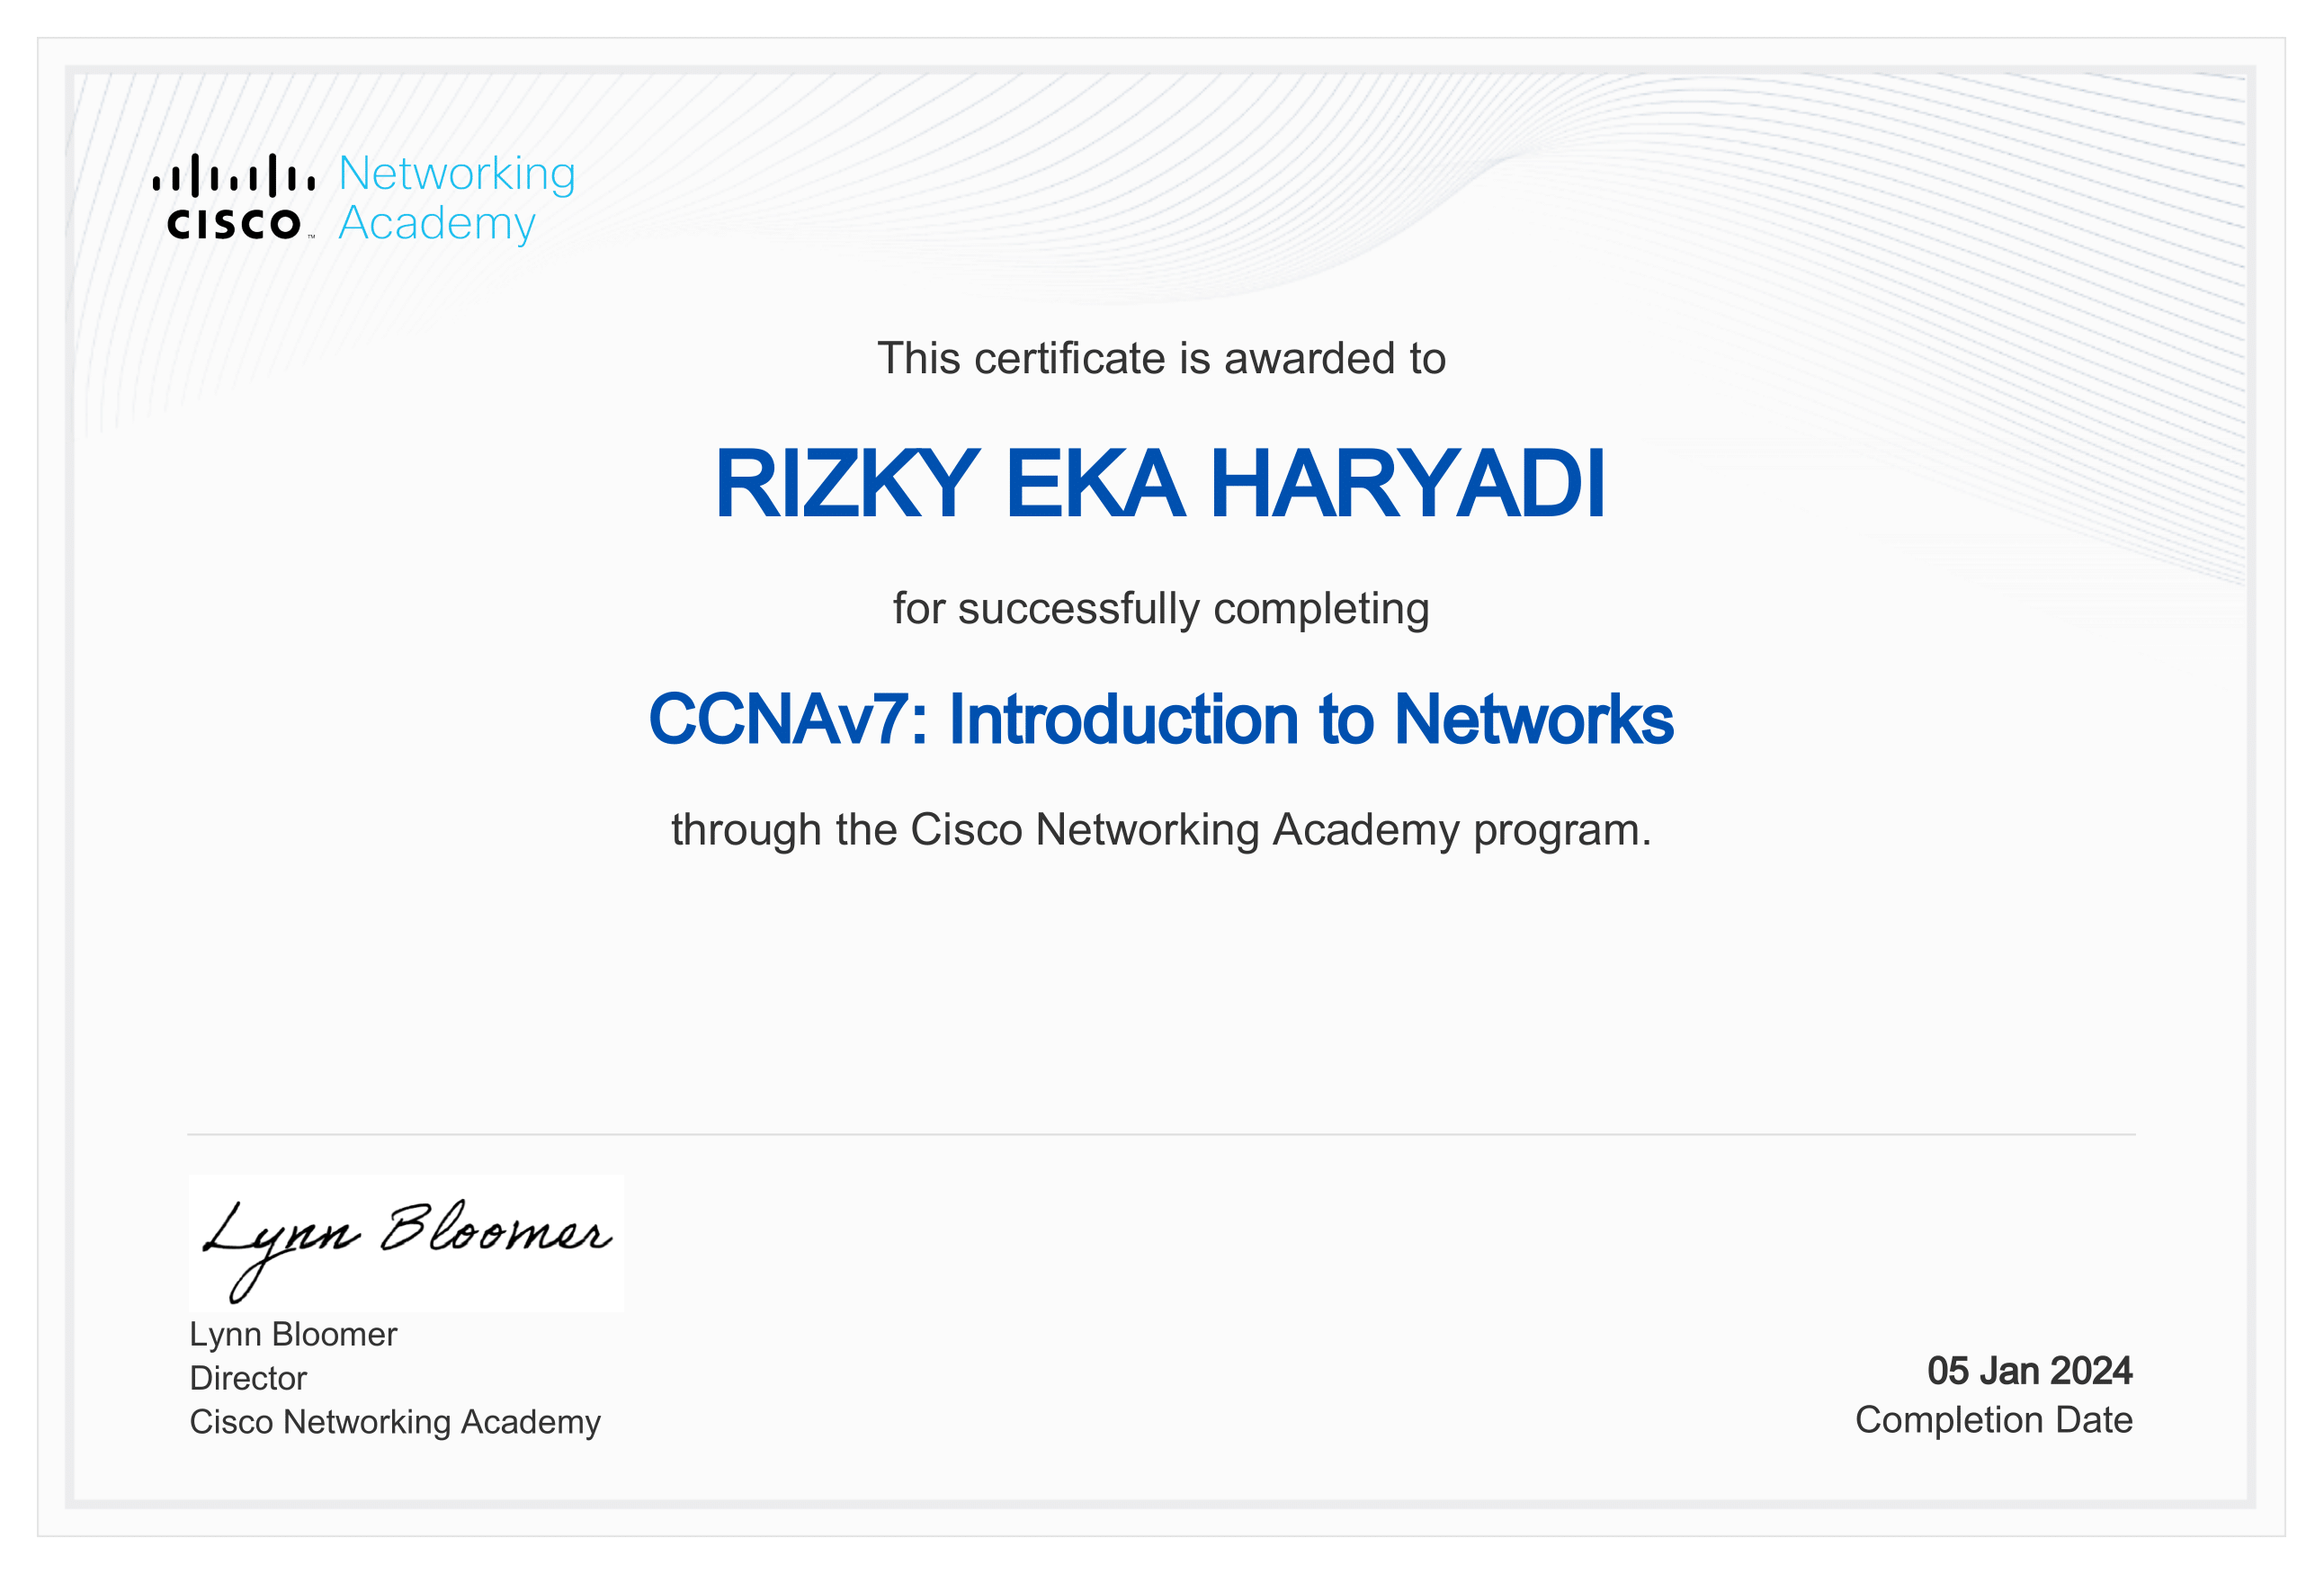 Networking
Academy
CISCO™
This certificate is awarded to
RIZKY EKA HARYADI
for successfully completing
CCNAv7: Introduction to Networks
through the Cisco Networking Academy program.
Lynn Bloomer
Lynn Bloomer
Director
Cisco Networking Academy
05 Jan 2024
Completion Date